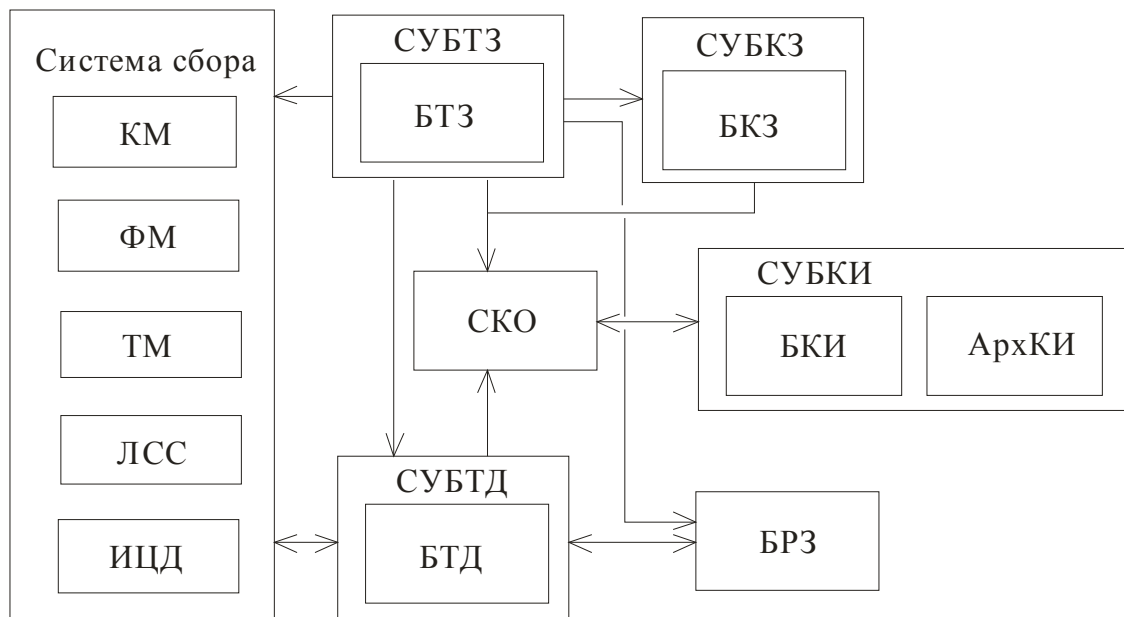 Система сбора
КМ
ФМ
ТМ
ЛСС
ИЦД
СУБТЗ
БТЗ
СУБКЗ
БКЗ
СКО
СУБКИ
БКИ
АрхКИ
СУБТД
БТД
БРЗ